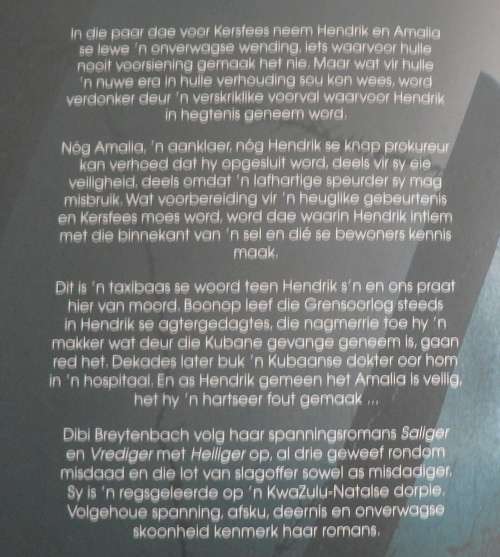 In die paar dae voor Kersfees neem Hendrik en Amalia
se lewe 'n onverwagse wending, iets waarvoor hulle
nooit voorsiening gemaak het nie. Maar wat vir hulle
'n nuwe era in hulle verhouding sou kon wees, word
verdonker deur 'n verskriklike voorval waarvoor Hendrik
in hegtenis geneem word.
Nóg Amalia, 'n aanklaer, nóg Hendrik se knap prokureur
kan verhoed dat hy opgesluit word, deels vir sy eie
veiligheid, deels omdat 'n lafhartige speurder sy mag
misbruik. Wat voorbereiding vir 'n heuglike gebeurtenis
en Kersfees moes word, word dae waarin Hendrik intiem
met die binnekant van 'n sel en dié se bewoners kennis
maak.
Dit is 'n taxibaas se woord teen Hendrik s'n en ons praat
hier van moord. Boonop leef die Grensoorlog steeds
in Hendrik se agtergedagtes, die nagmerrie toe hy 'n
makker wat deur die Kubane gevange geneem is, gaan
red het. Dekades later buk 'n Kubaanse dokter oor hom
in 'n hospitaal. En as Hendrik gemeen het Amalia is veilig,
het hy 'n hartseer fout gemaak ...
Dibi Breytenbach volg haar spanningsromans Saliger
en Vrediger met Heiliger op, al drie geweef rondom
misdaad en die lot van slagoffer sowel as misdadiger.
Sy is 'n regsgeleerde op 'n KwaZulu-Natalse dorpie.
Volgehoue spanning, afsku, deernis en onverwagse
skoonheid kenmerk haar romans.